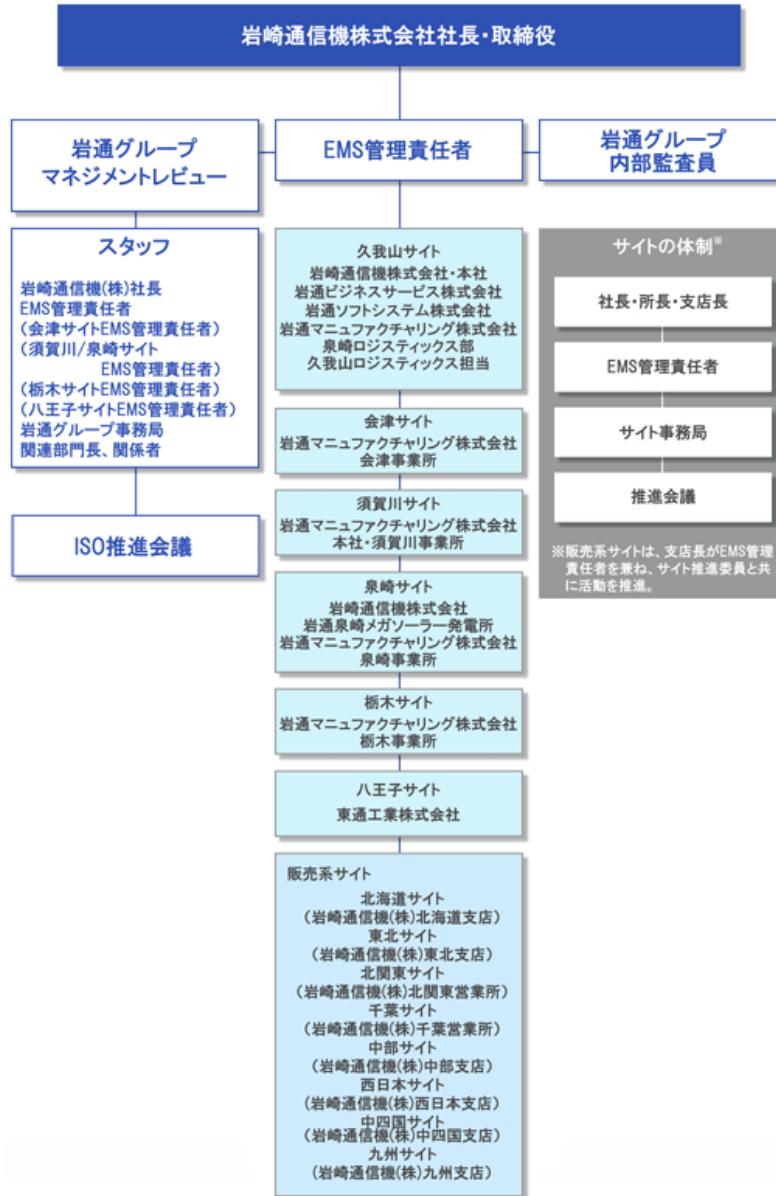 岩崎通信機株式会社社長・取締役
岩通グループ
マネジメントレビュー
EMS管理責任者
岩通グループ
内部監査員
スタッフ
岩崎通信機(株)社長
EMS管理責任者
(会津サイトEMS管理責任者)
(須賀川/泉崎サイト
EMS管理責任者)
(栃木サイトEMS管理責任者)
(八王子サイトEMS管理責任者)
岩通グループ事務局
関連部門長、関係者
ISO推進会議
久我山サイト
岩崎通信機株式会社・本社
岩通ビジネスサービス株式会社
岩通ソフトシステム株式会社
岩通マニュファクチャリング株式会社
泉崎ロジスティックス部
久我山ロジスティックス担当
会津サイト
岩通マニュファクチャリング株式会社
会津事業所
須賀川サイト
岩通マニュファクチャリング株式会社
本社・須賀川事業所
泉崎サイト
岩崎通信機株式会社
岩通泉崎メガソーラー発電所
岩通マニュファクチャリング株式会社
泉崎事業所
栃木サイト
岩通マニュファクチャリング株式会社
栃木事業所
八王子サイト
東通工業株式会社
販売系サイト
北海道サイト
(岩崎通信機(株)北海道支店)
東北サイト
(岩崎通信機(株)東北支店)
北関東サイト
(岩崎通信機(株)北関東営業所)
千葉サイト
(岩崎通信機(株)千葉営業所)
中部サイト
(岩崎通信機(株)中部支店)
西日本サイト
(岩崎通信機(株)西日本支店)
中四国サイト
(岩崎通信機(株)中四国支店)
九州サイト
(岩崎通信機(株)九州支店)
サイトの体制※
社長・所長・支店長
EMS管理責任者
サイト事務局
推進会議
※販売系サイトは、支店長がEMS管理
責任者を兼ね、サイト推進委員と共
に活動を推進。